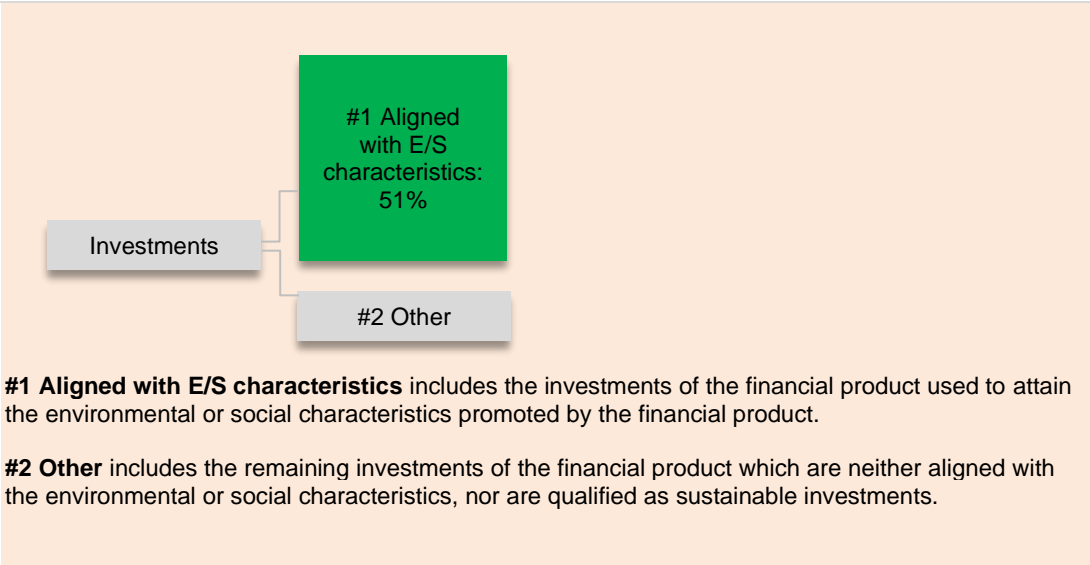 #1 Aligned
with E/S
characteristics:
51%
Investments
#2 Other
#1 Aligned with E/S characteristics includes the investments of the financial product used to attain
the environmental or social characteristics promoted by the financial product.
#2 Other includes the remaining investments of the financial product which are neither aligned with
the environmental or social characteristics, nor are qualified as sustainable investments.